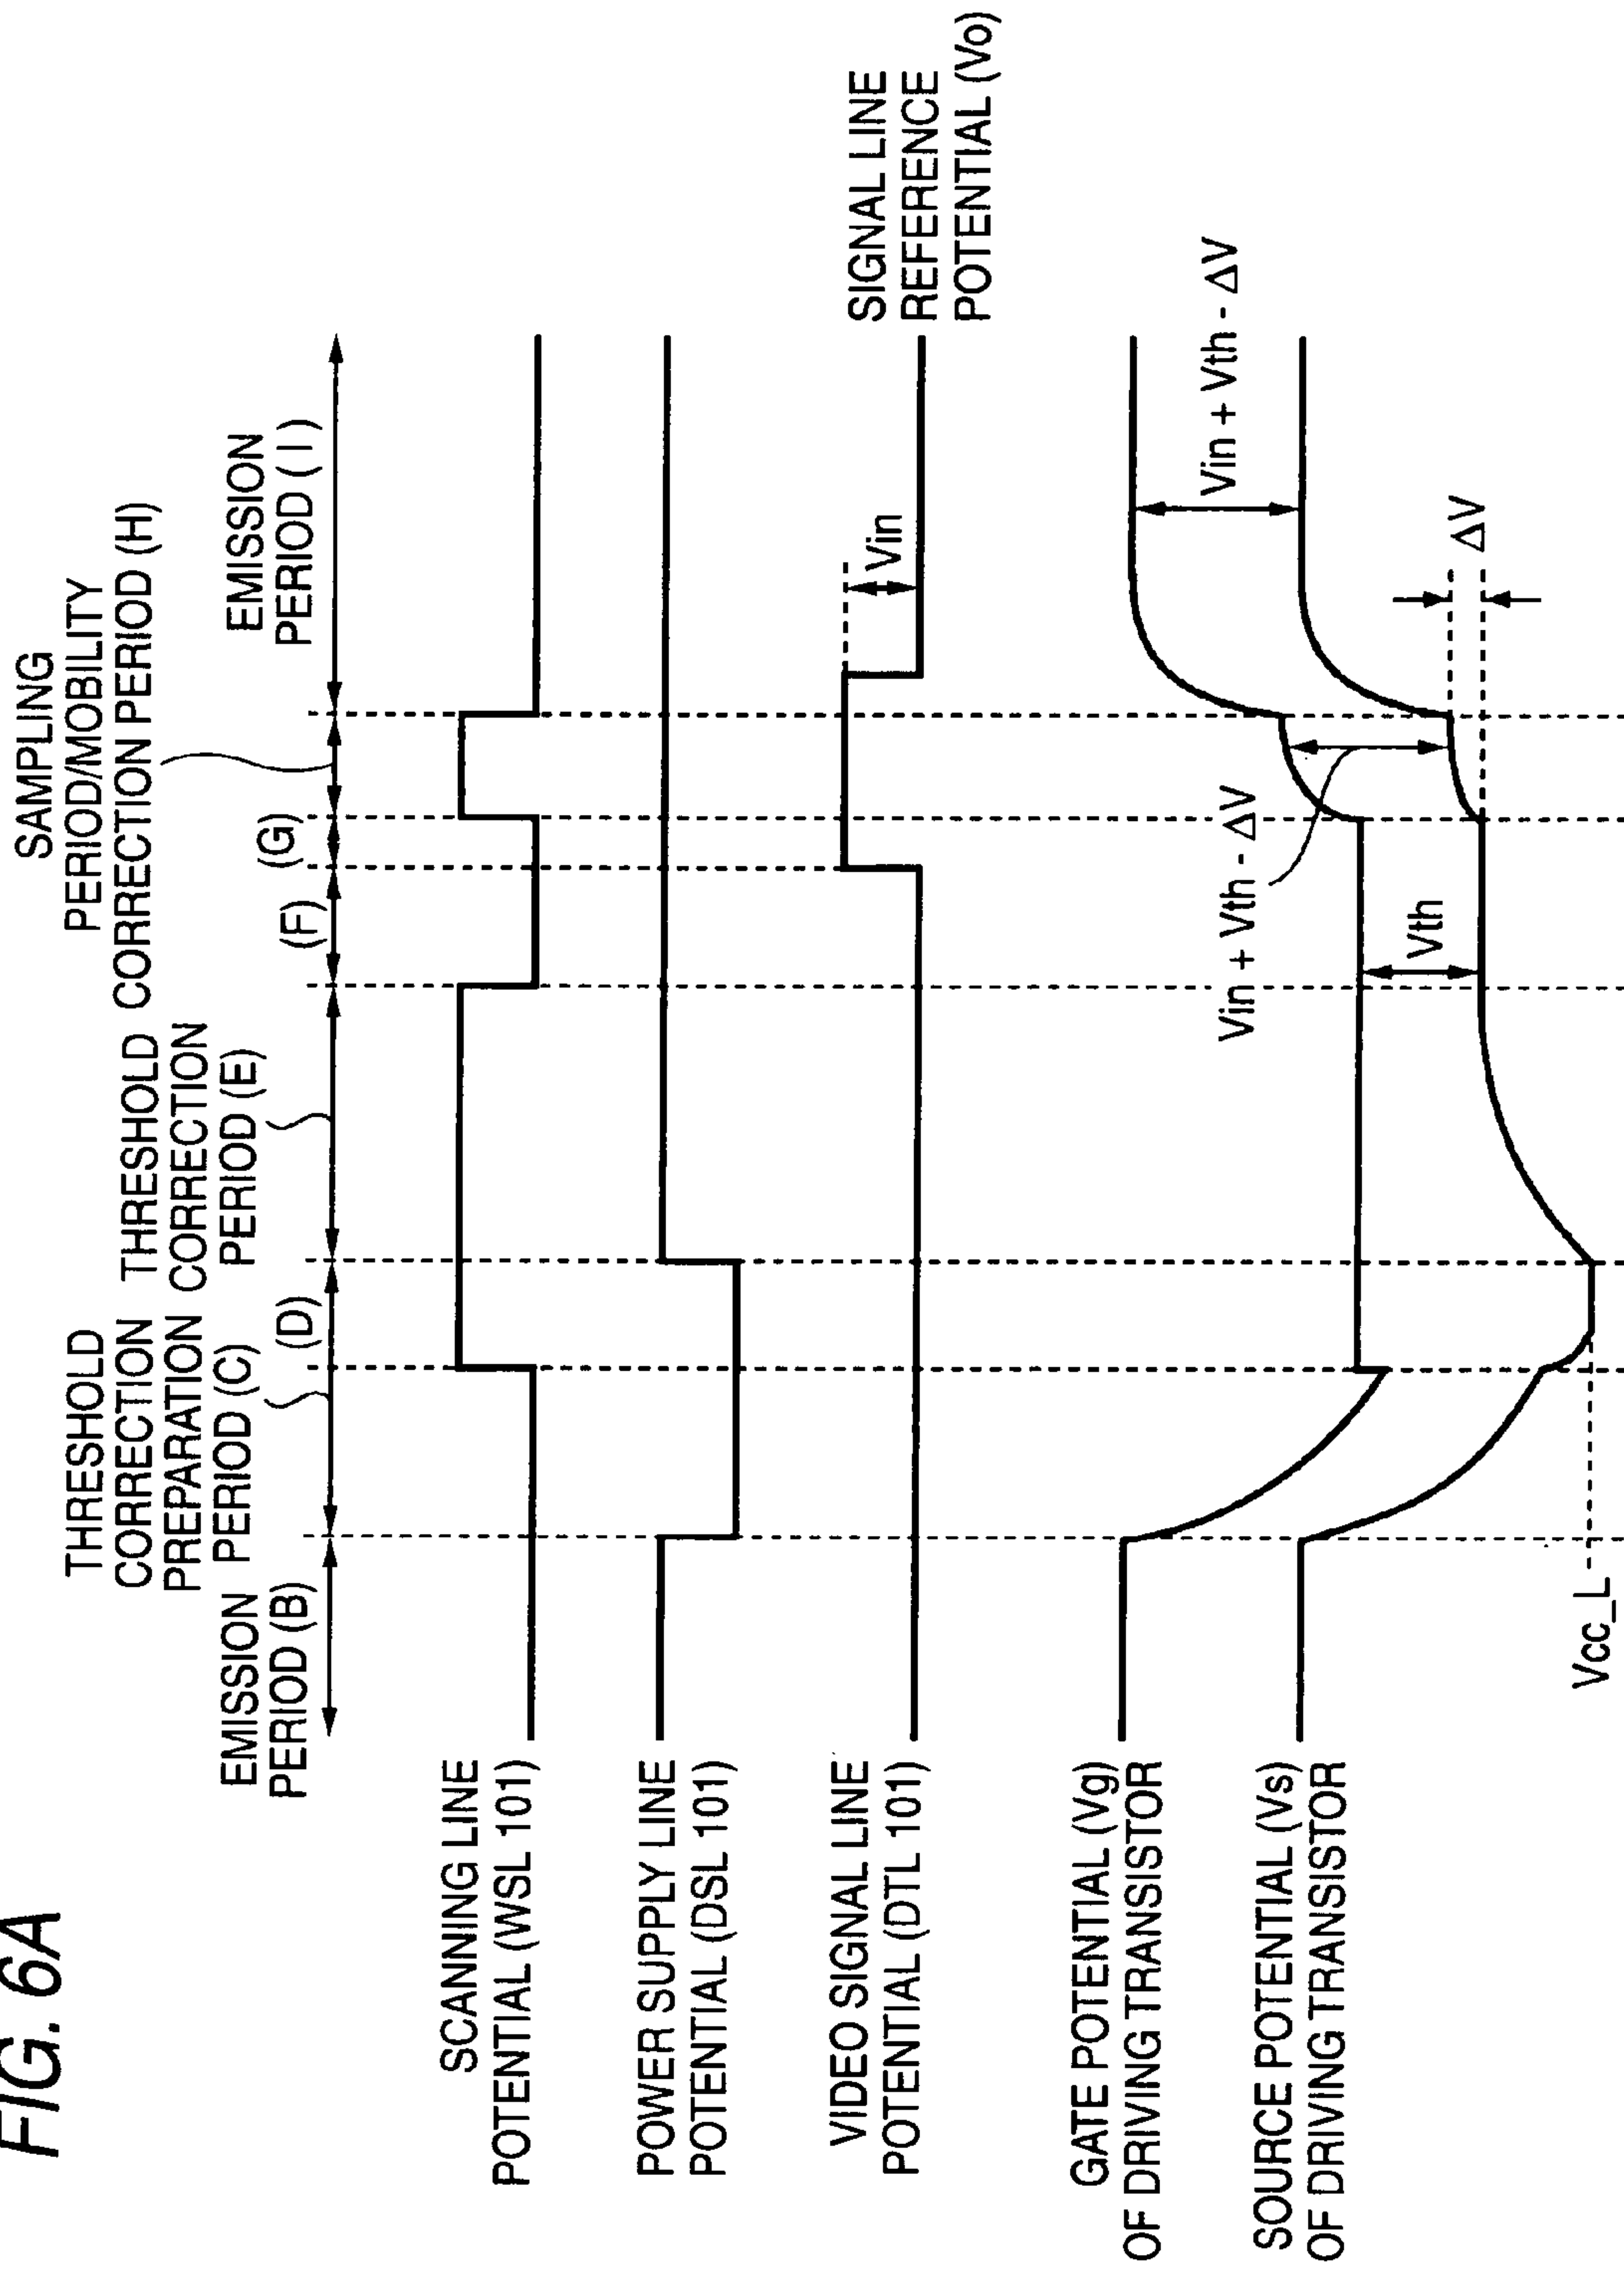 FIG. 6A
EMISSION
PERIOD (B)
THRESHOLD
CORRECTION
PREPARATION
PERIOD (C)
(D)
THRESHOLD
CORRECTION
PERIOD (E)
(F)
(G)
SAMPLING
PERIOD/MOBILITY
CORRECTION PERIOD (H)
EMISSION
PERIOD ( I )
SCANNING LINE
POTENTIAL (WSL 101)
POWER SUPPLY LINE
POTENTIAL (DSL 101)
VIDEO SIGNAL LINE
POTENTIAL (DTL 101)
Vin
SIGNAL LINE
REFERENCE
POTENTIAL (Vo)
GATE POTENTIAL (Vg)
OF DRIVING TRANSISTOR
Vin + Vth - ΔV
Vin + Vth - ΔV
SOURCE POTENTIAL (Vs)
OF DRIVING TRANSISTOR
Vth
ΔV
Vcc_L